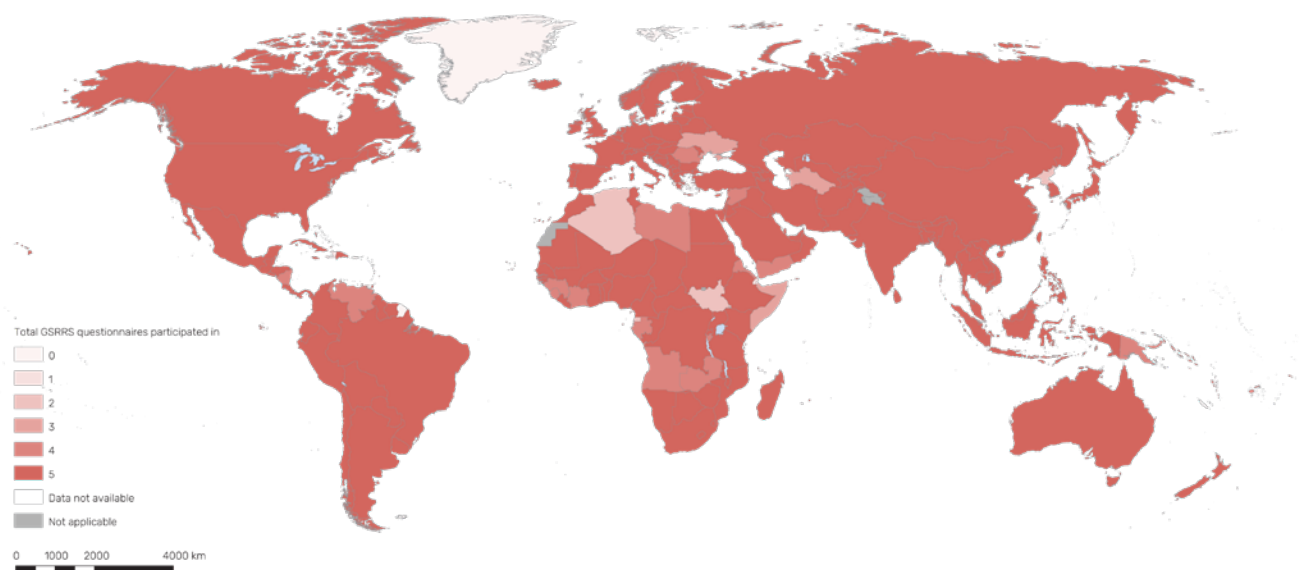 Total GSRRS questionnaires participated in
0
1
2
3
4
5
Data not available
Not applicable
0 1000 2000 4000 km